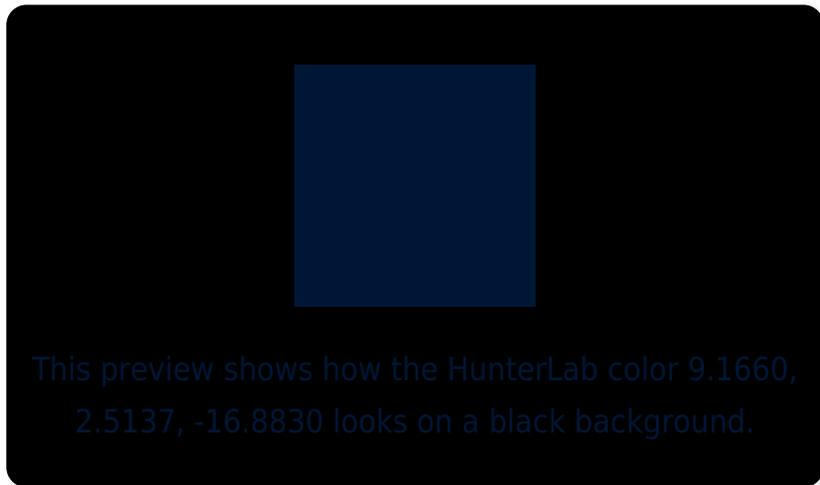 This preview shows how the HunterLab color 9.1660,
2.5137, -16.8830 looks on a black background.